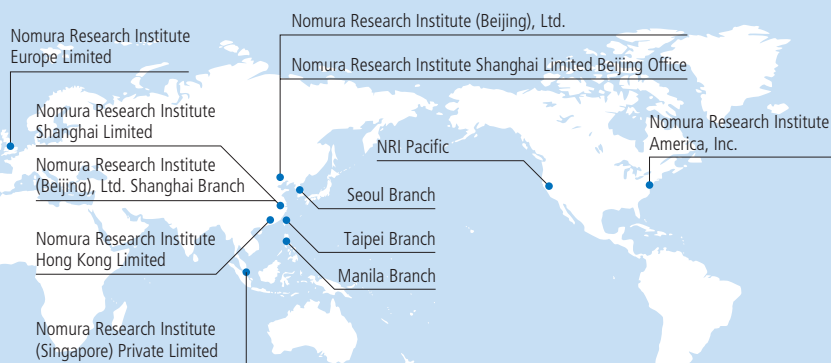 Nomura Research Institute
Europe Limited
Nomura Research Institute
Shanghai Limited
Nomura Research Institute
(Beijing), Ltd. Shanghai Branch
Nomura Research Institute
Hong Kong Limited
Nomura Research Institute
(Singapore) Private Limited
Nomura Research Institute (Beijing), Ltd.
Nomura Research Institute Shanghai Limited Beijing Office
NRI Pacific
Seoul Branch
Taipei Branch
Manila Branch
Nomura Research Institute
America, Inc.